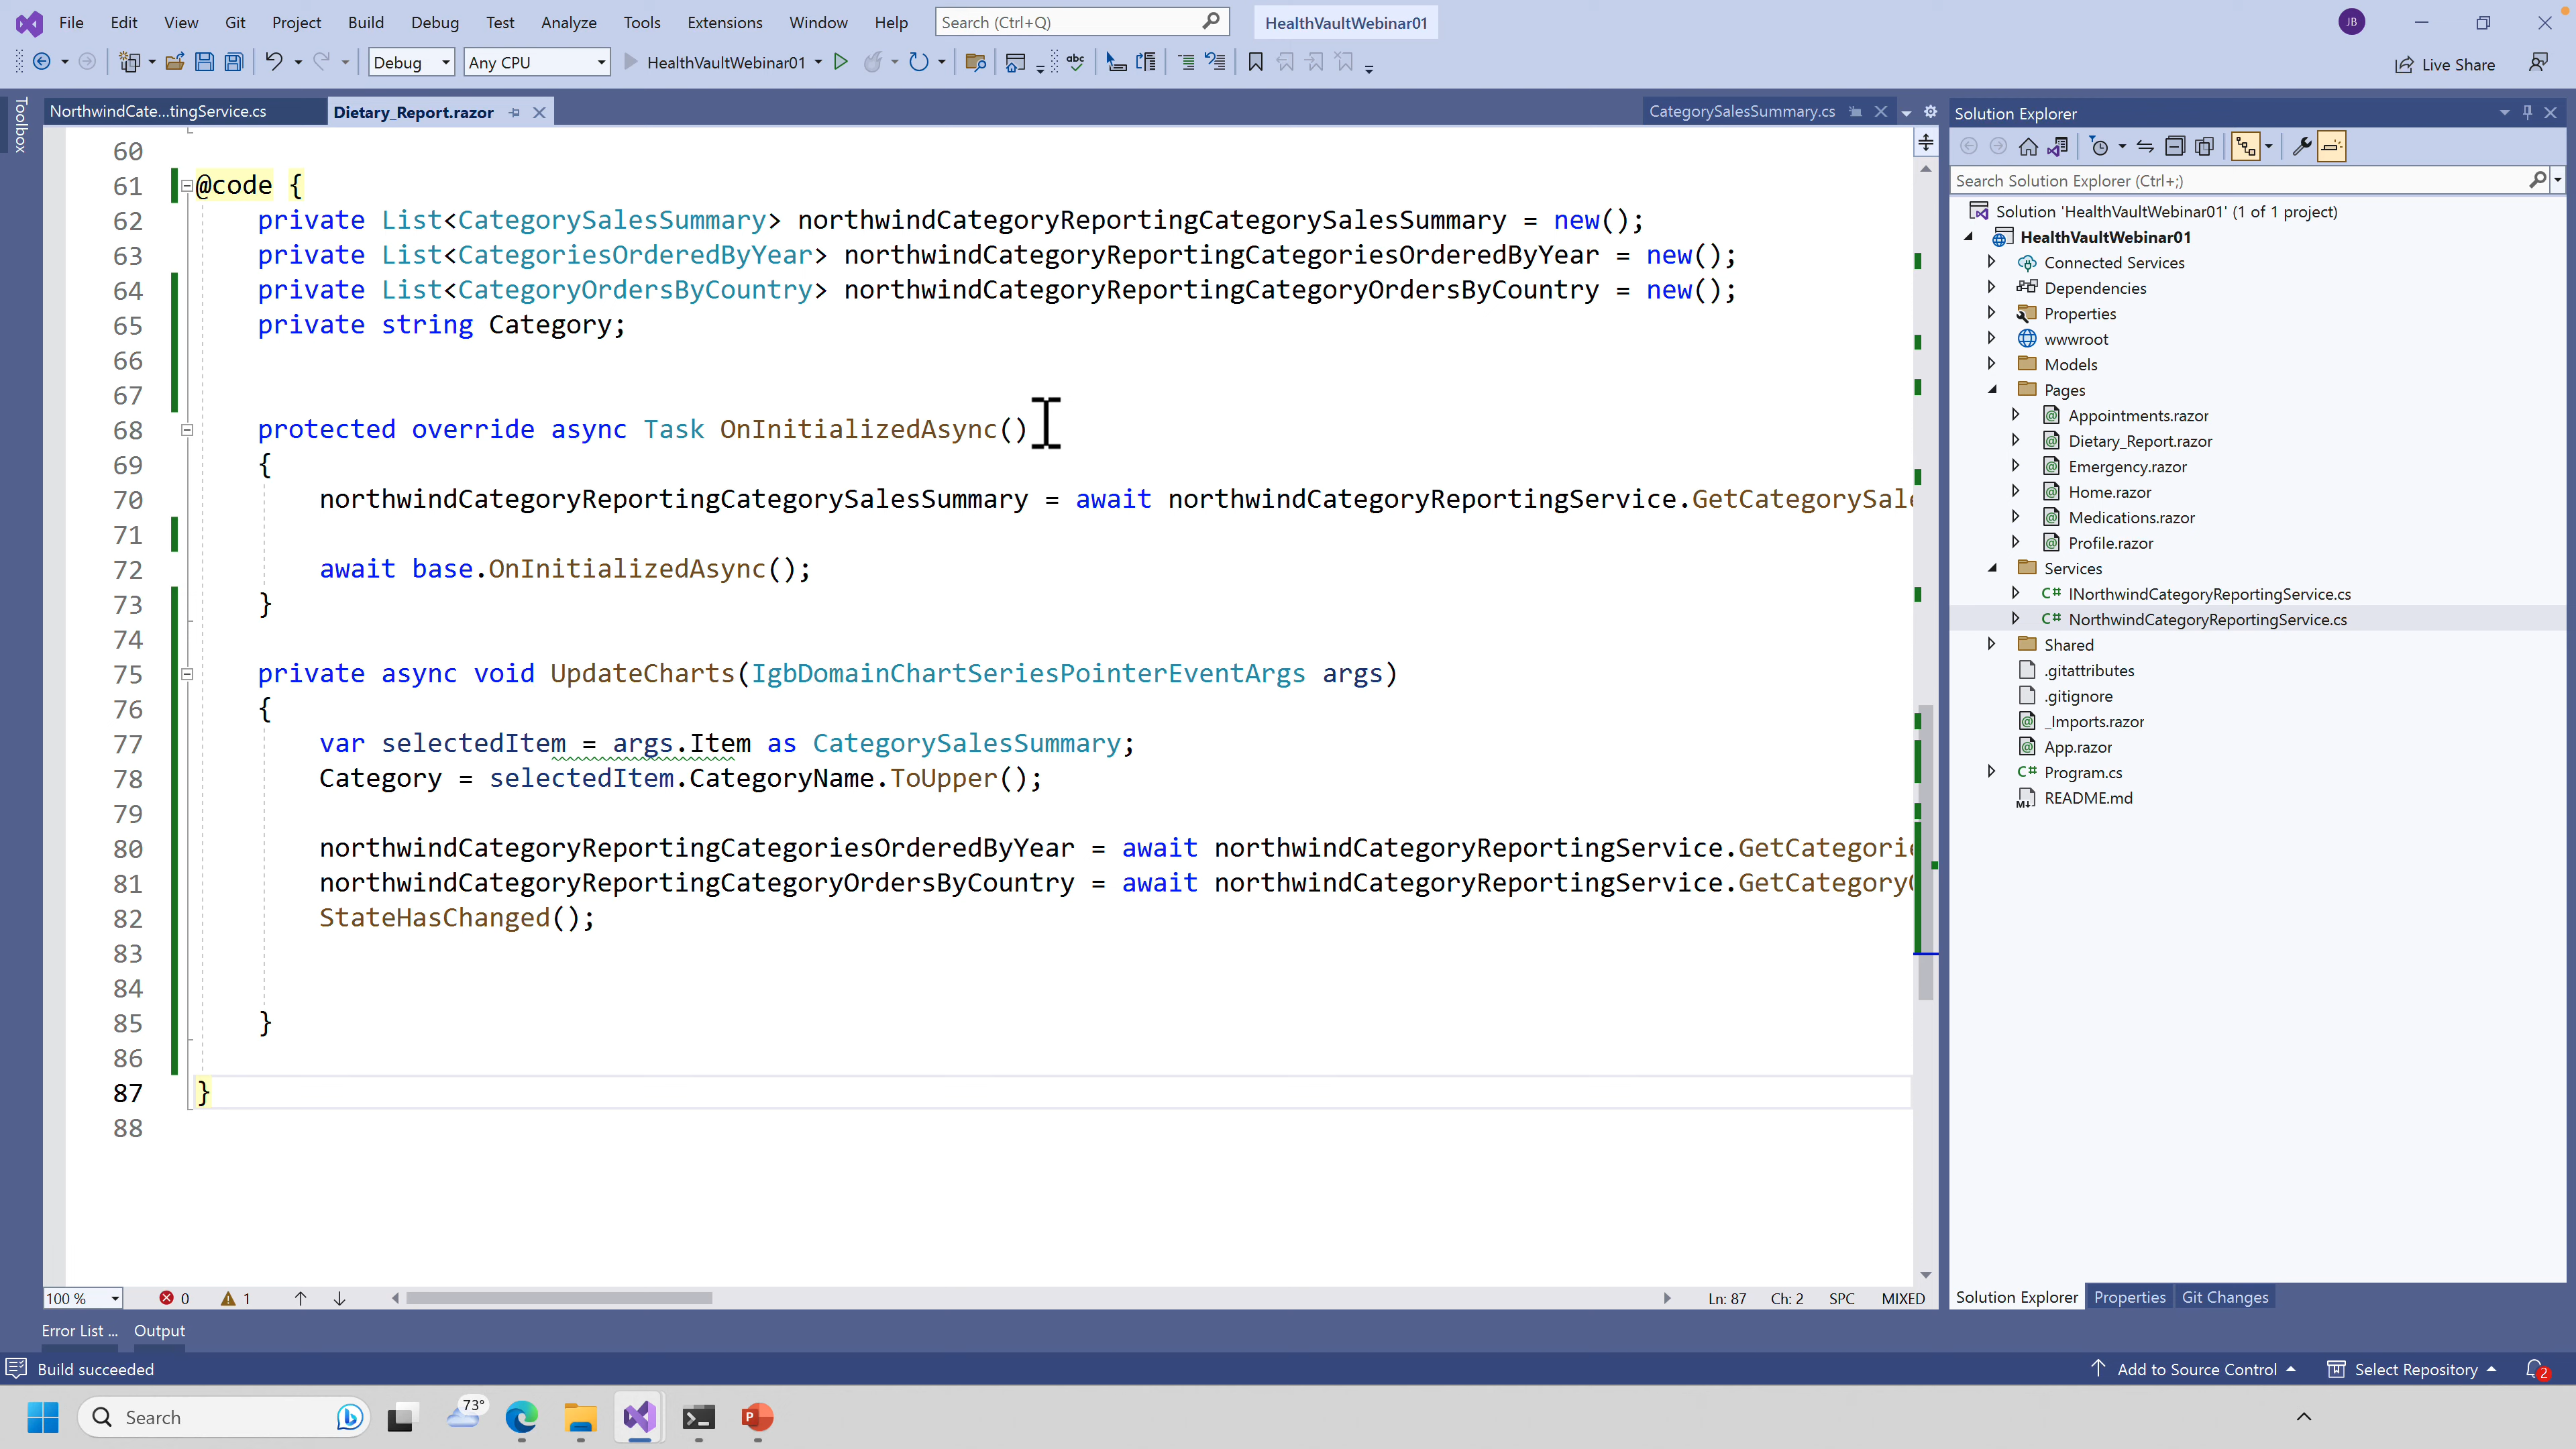 File Edit View Git Project Build Debug Test Analyze Tools Extensions Window Help Search (Ctrl+Q) HealthVaultWebinar01 JB
Debug Any CPU HealthVaultWebinar01 abc Live Share
Toolbox
NorthwindCate...tingService.cs Dietary_Report.razor CategorySalesSummary.cs
60
61 @code {
62 private List<CategorySalesSummary> northwindCategoryReportingCategorySalesSummary = new();
63 private List<CategoriesOrderedByYear> northwindCategoryReportingCategoriesOrderedByYear = new();
64 private List<CategoryOrdersByCountry> northwindCategoryReportingCategoryOrdersByCountry = new();
65 private string Category;
66
67
68 protected override async Task OnInitializedAsync()
69 {
70 northwindCategoryReportingCategorySalesSummary = await northwindCategoryReportingService.GetCategorySale
71
72 await base.OnInitializedAsync();
73 }
74
75 private async void UpdateCharts(IgbDomainChartSeriesPointerEventArgs args)
76 {
77 var selectedItem = args.Item as CategorySalesSummary;
78 Category = selectedItem.CategoryName.ToUpper();
79
80 northwindCategoryReportingCategoriesOrderedByYear = await northwindCategoryReportingService.GetCategorie
81 northwindCategoryReportingCategoryOrdersByCountry = await northwindCategoryReportingService.GetCategoryO
82 StateHasChanged();
83
84
85 }
86
87 }
88
100 % 0 1 Ln: 87 Ch: 2 SPC MIXED
Solution Explorer
Search Solution Explorer (Ctrl+;)
Solution 'HealthVaultWebinar01' (1 of 1 project)
HealthVaultWebinar01
Connected Services
Dependencies
Properties
wwwroot
Models
Pages
Appointments.razor
Dietary_Report.razor
Emergency.razor
Home.razor
Medications.razor
Profile.razor
Services
C# INorthwindCategoryReportingService.cs
C# NorthwindCategoryReportingService.cs
Shared
.gitattributes
.gitignore
_Imports.razor
App.razor
C# Program.cs
README.md
Solution Explorer Properties Git Changes
Error List ... Output
Build succeeded Add to Source Control Select Repository 2
Search 73°